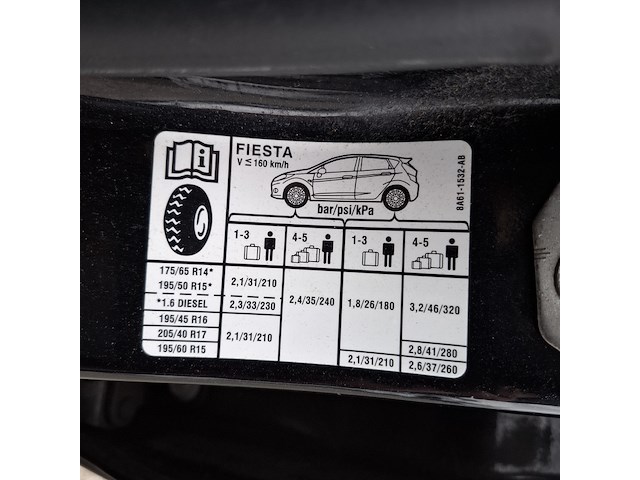 FIESTA
V ≤ 160 km/h
8A61-1532-AB
bar/psi/kPa
1-3 4-5 1-3 4-5
175/65 R14*
195/50 R15* 2,1/31/210
*1.6 DIESEL 2,3/33/230 2,4/35/240 1,8/26/180 3,2/46/320
195/45 R16
205/40 R17 2,1/31/210 2,8/41/280
195/60 R15 2,1/31/210 2,6/37/260